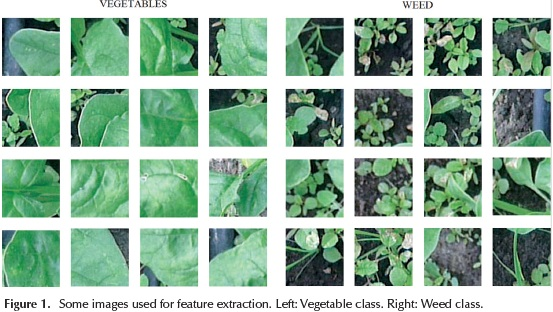 VEGETABLES
WEED
Figure 1. Some images used for feature extraction. Left: Vegetable class. Right: Weed class.